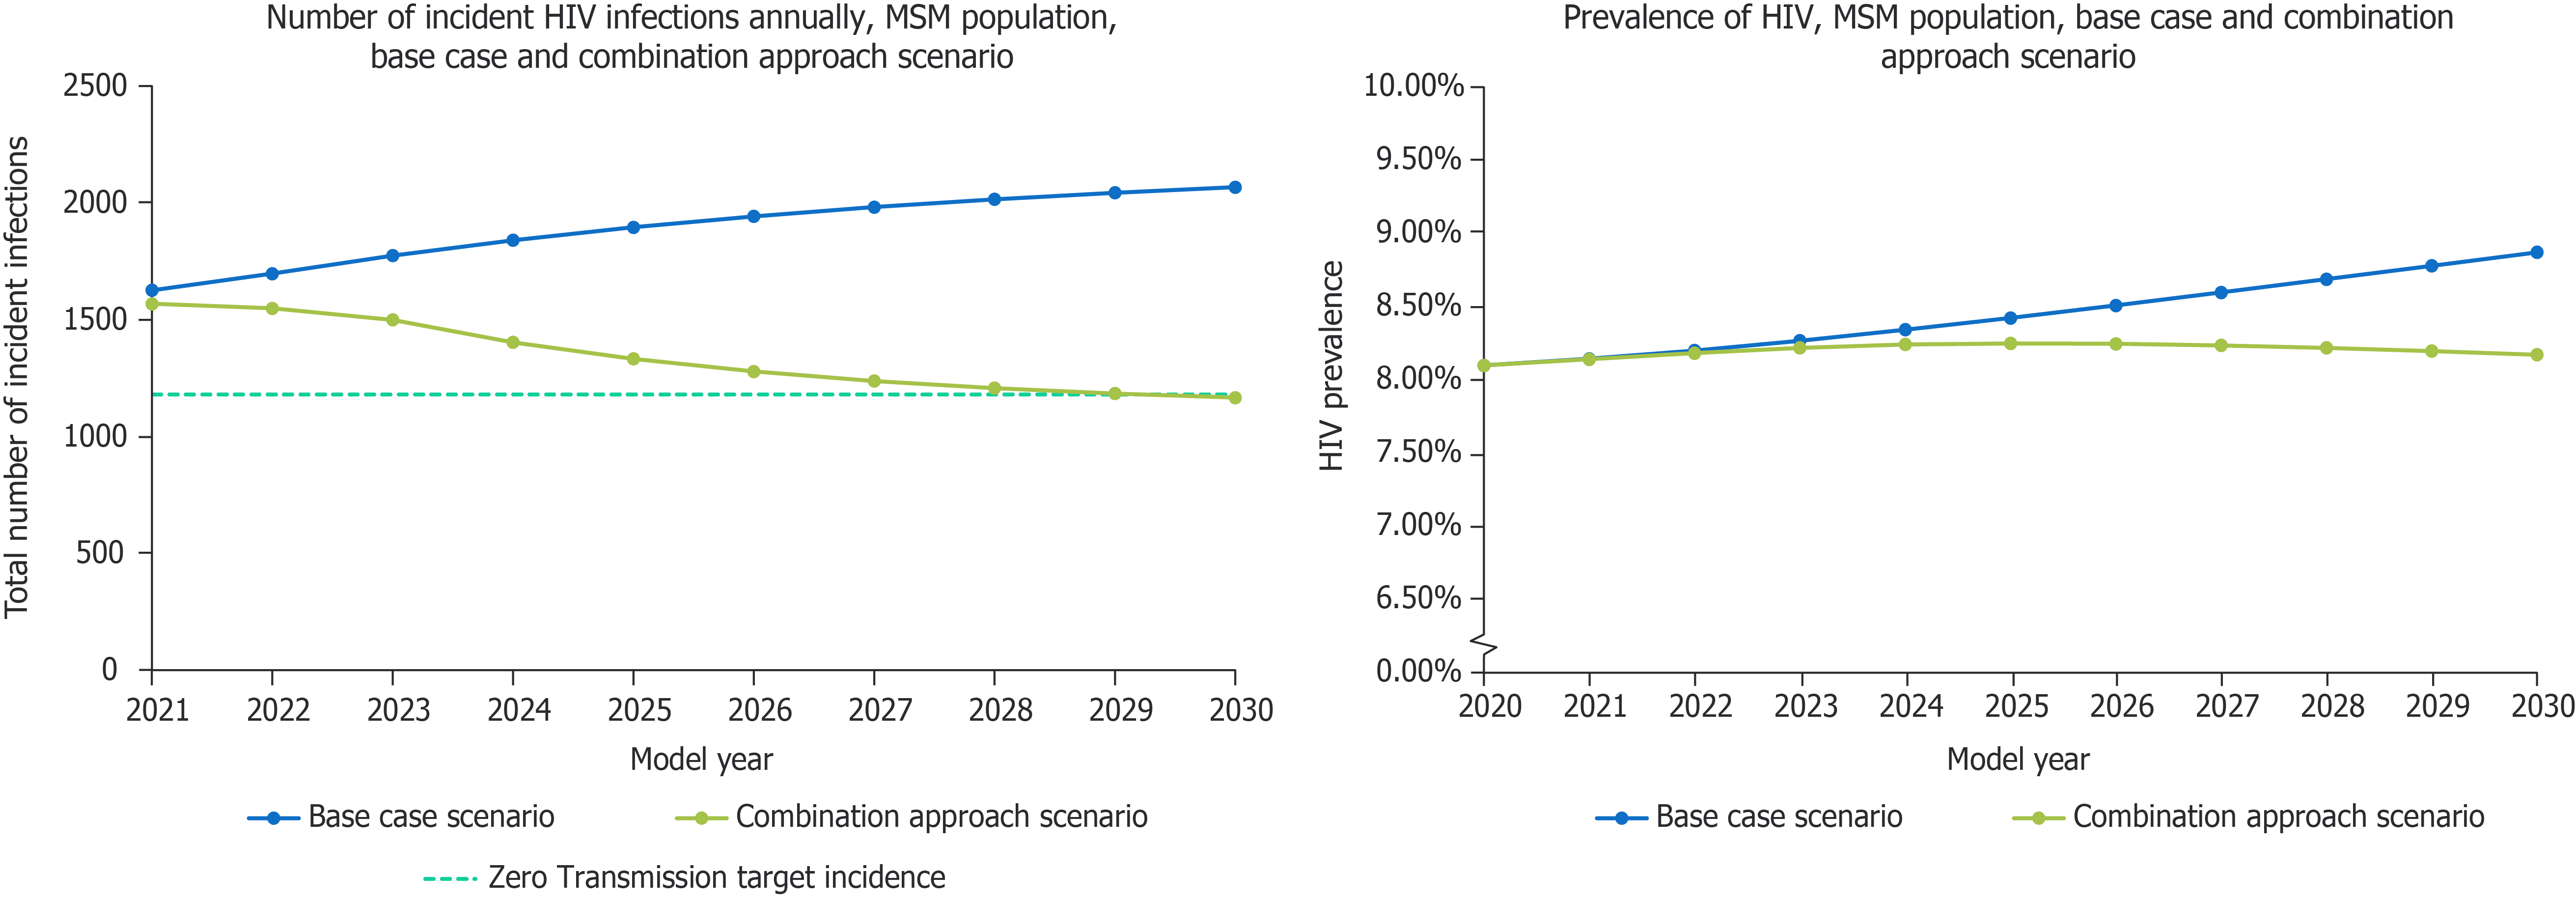 Number of incident HIV infections annually, MSM population,
base case and combination approach scenario
Total number of incident infections
2500
2000
1500
1000
500
0
2021 2022 2023 2024 2025 2026 2027 2028 2029 2030
Model year
Base case scenario
Combination approach scenario
Zero Transmission target incidence
Prevalence of HIV, MSM population, base case and combination
approach scenario
HIV prevalence
10.00%
9.50%
9.00%
8.50%
8.00%
7.50%
7.00%
6.50%
0.00%
2020 2021 2022 2023 2024 2025 2026 2027 2028 2029 2030
Model year
Base case scenario
Combination approach scenario